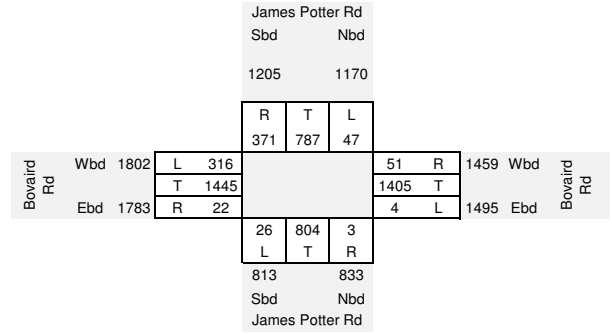 James Potter Rd
Sbd Nbd
1205 1170
R T L
371 787 47
Bovaird Rd
Wbd 1802 L 316 51 R 1459 Wbd
T 1445 1405 T
Ebd 1783 R 22 4 L 1495 Ebd
Bovaird Rd
26 804 3
L T R
813 833
Sbd Nbd
James Potter Rd